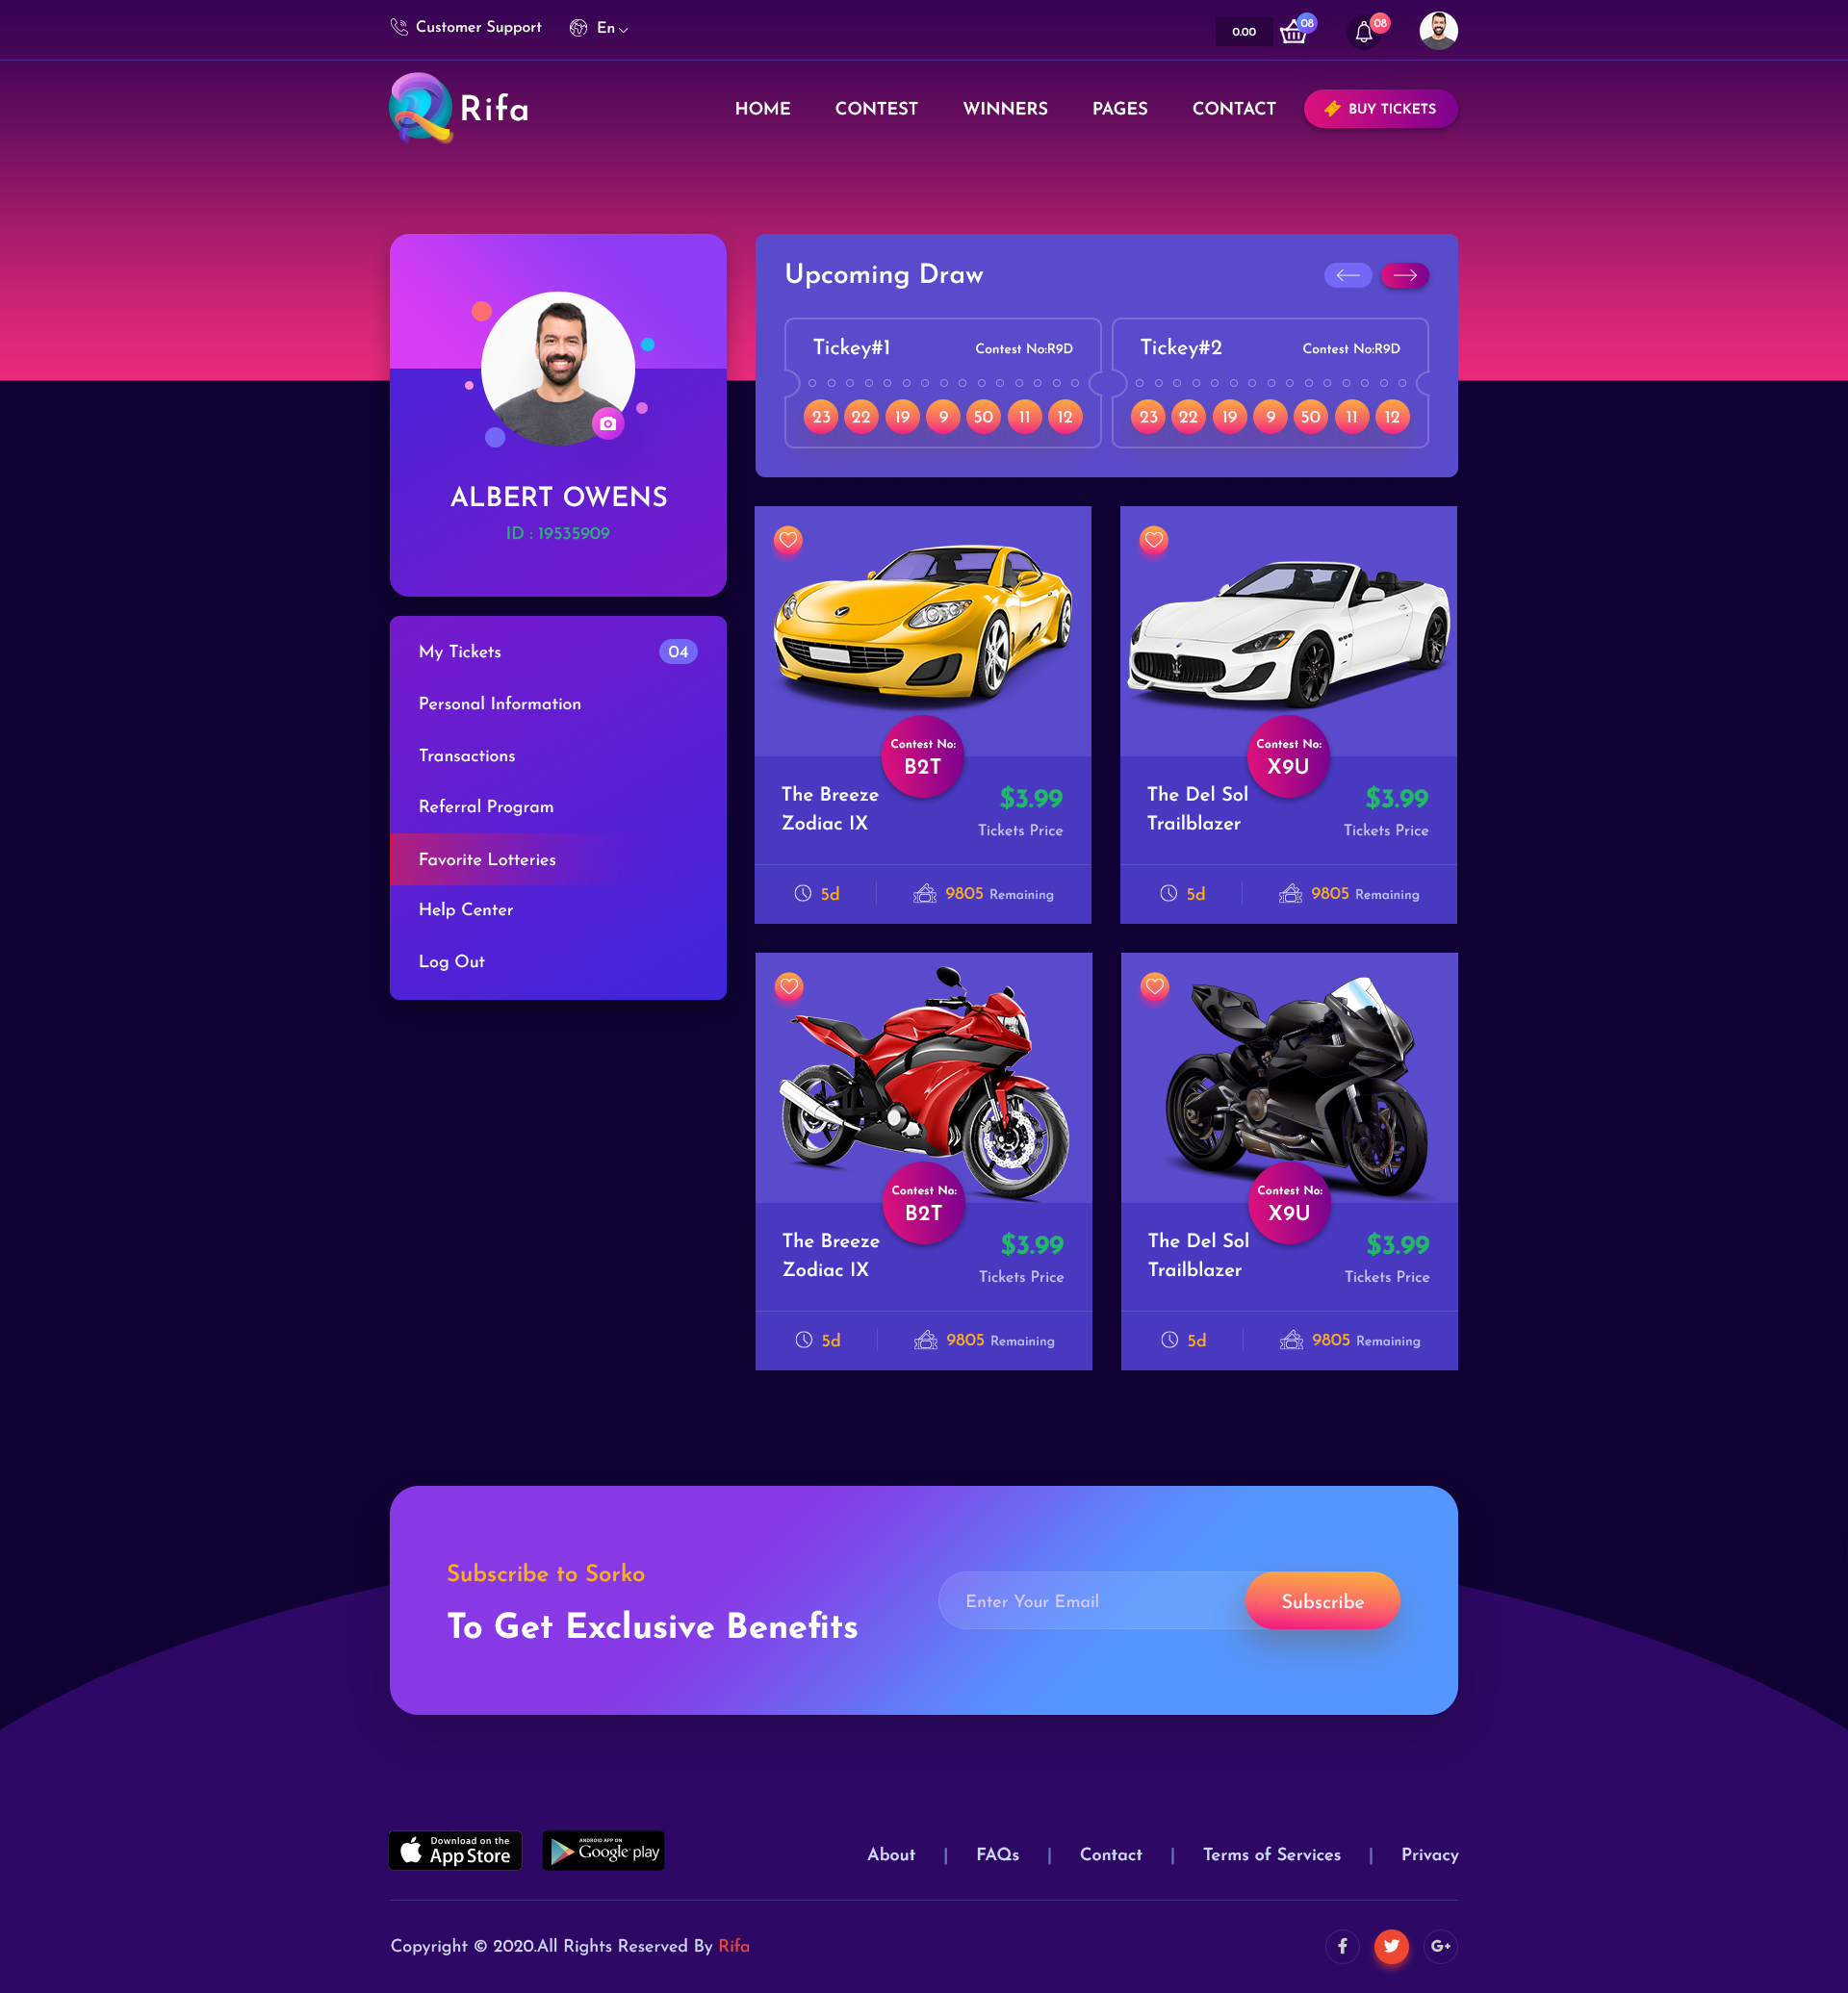 Customer Support
En
0.00
08
08
Rifa
HOME
CONTEST
WINNERS
PAGES
CONTACT
BUY TICKETS
ALBERT OWENS
ID : 19535909
My Tickets
04
Personal Information
Transactions
Referral Program
Favorite Lotteries
Help Center
Log Out
Upcoming Draw
Tickey#1
Contest No:R9D
23 22 19 9 50 11 12
Tickey#2
Contest No:R9D
23 22 19 9 50 11 12
Contest No:
B2T
The Breeze
Zodiac IX
$3.99
Tickets Price
5d
9805 Remaining
Contest No:
X9U
The Del Sol
Trailblazer
$3.99
Tickets Price
5d
9805 Remaining
Contest No:
B2T
The Breeze
Zodiac IX
$3.99
Tickets Price
5d
9805 Remaining
Contest No:
X9U
The Del Sol
Trailblazer
$3.99
Tickets Price
5d
9805 Remaining
Subscribe to Sorko
To Get Exclusive Benefits
Enter Your Email
Subscribe
Download on the
App Store
ANDROID APP ON
Google play
About | FAQs | Contact | Terms of Services | Privacy
Copyright © 2020.All Rights Reserved By Rifa
f
G+